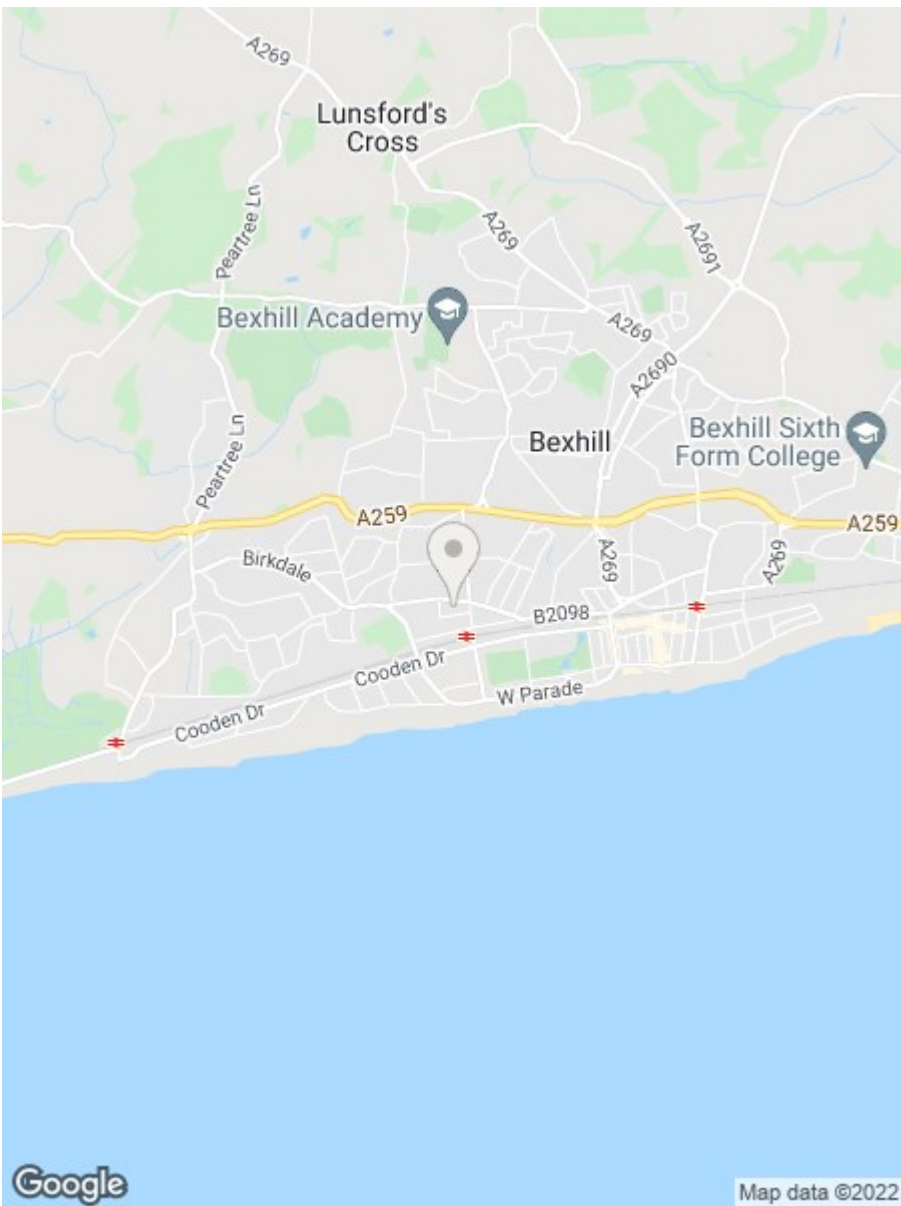 A269
Lunsford's
Cross
Peartree Ln
A269
A2691
Bexhill Academy
A269
A2690
Bexhill
Bexhill Sixth
Form College
Peartree Ln
A259
A259
Birkdale
A269
A269
B2098
Cooden Dr
W Parade
Cooden Dr
Google
Map data ©2022